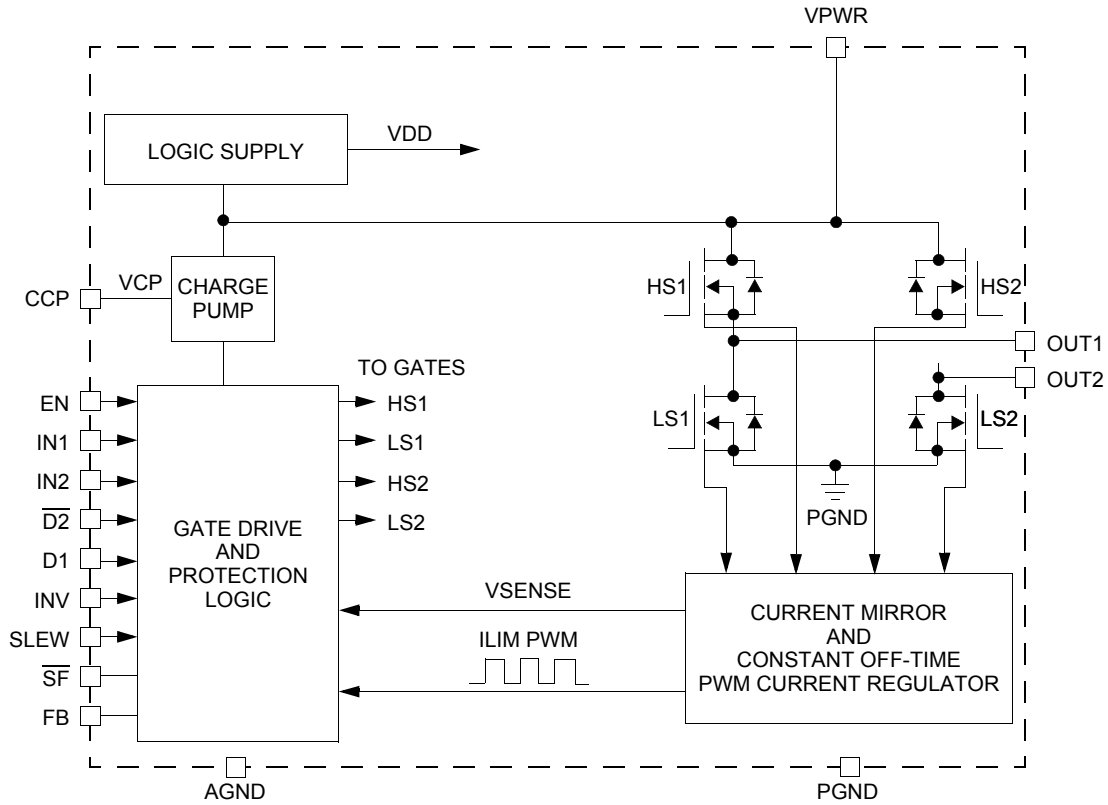 VPWR
LOGIC SUPPLY
VDD
CCP
VCP
CHARGE
PUMP
HS1
HS2
OUT1
OUT2
TO GATES
EN
HS1
IN1
LS1
IN2
HS2
D2
LS2
D1
INV
SLEW
SF
FB
GATE DRIVE
AND
PROTECTION
LOGIC
LS1
LS2
PGND
VSENSE
ILIM PWM
CURRENT MIRROR
AND
CONSTANT OFF-TIME
PWM CURRENT REGULATOR
AGND
PGND